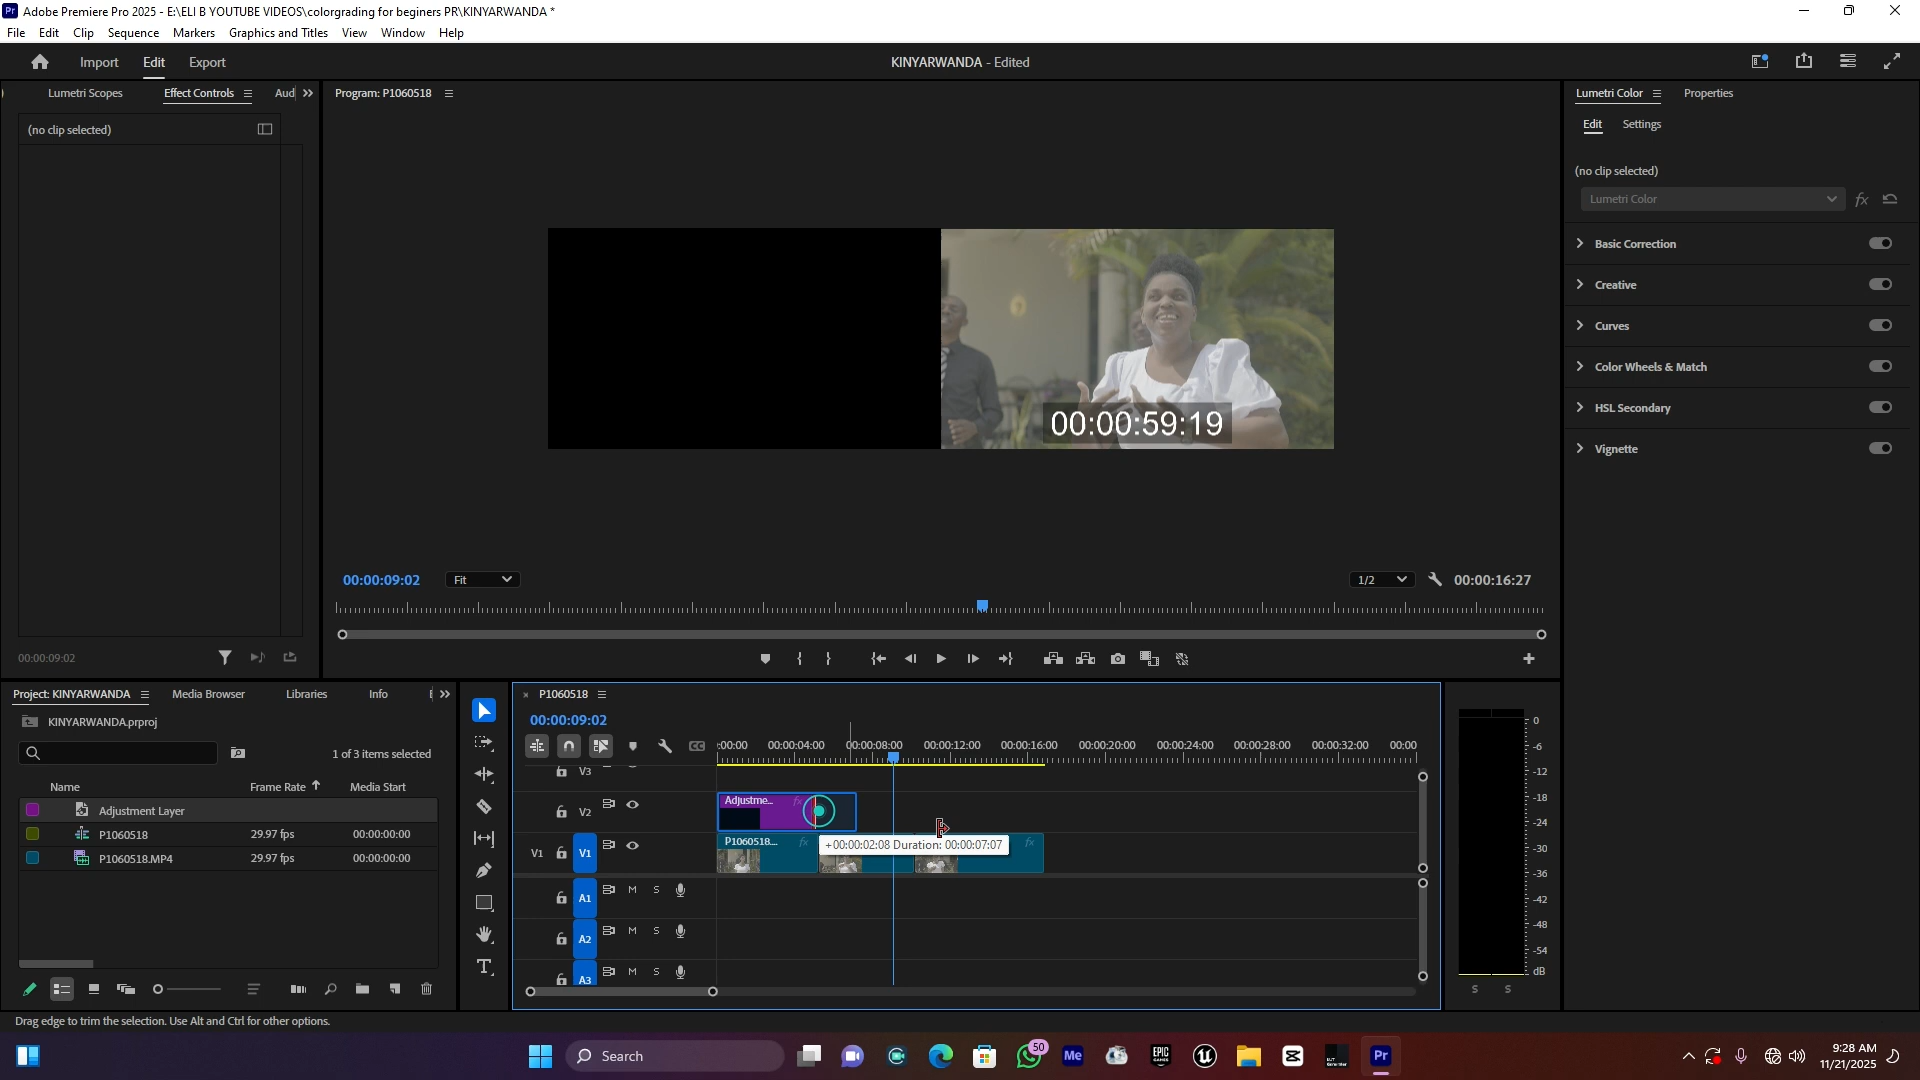 Adobe Premiere Pro 2025 - E:\ELI B YOUTUBE VIDEOS\colorgrading for beginers PR\KINYARWANDA *
File Edit Clip Sequence Markers Graphics and Titles View Window Help
Import Edit Export
KINYARWANDA - Edited
Lumetri Scopes Effect Controls Aud
(no clip selected)
00:00:09:02
Program: P1060518
00:00:59:19
00:00:09:02 Fit 1/2 00:00:16:27
Lumetri Color Properties
Edit Settings
(no clip selected)
Lumetri Color fx
Basic Correction
Creative
Curves
Color Wheels & Match
HSL Secondary
Vignette
Project: KINYARWANDA Media Browser Libraries Info
KINYARWANDA.prproj
1 of 3 items selected
Name Frame Rate Media Start
Adjustment Layer
P1060518 29.97 fps 00:00:00:00
P1060518.MP4 29.97 fps 00:00:00:00
P1060518
00:00:09:02
CC :00:00 00:00:04:00 00:00:08:00 00:00:12:00 00:00:16:00 00:00:20:00 00:00:24:00 00:00:28:00 00:00:32:00 00:00
V3
V2 Adjustme... fx
V1 V1 P1060518.... fx fx
+00:00:02:08 Duration: 00:00:07:07
A1 M S
A2 M S
A3 M S
0
-6
-12
-18
-24
-30
-36
-42
-48
-54
dB
S S
Drag edge to trim the selection. Use Alt and Ctrl for other options.
Search
50
Me
EPIC GAMES
Pr
9:28 AM
11/21/2025